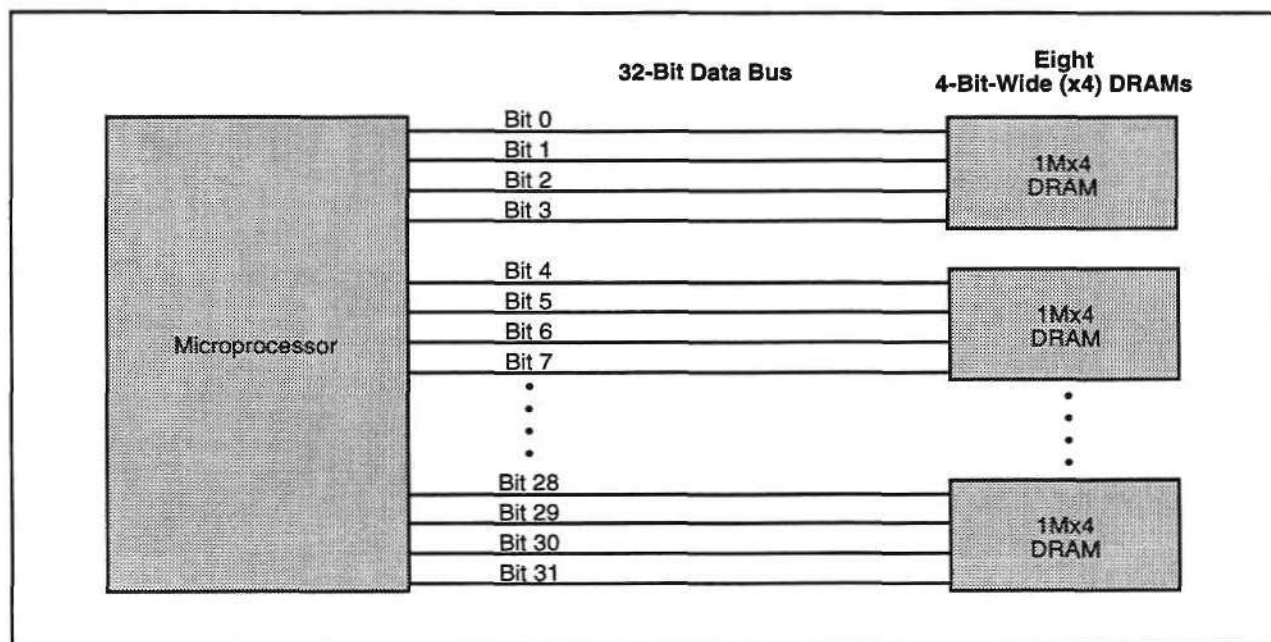 32-Bit Data Bus
Eight
4-Bit-Wide (x4) DRAMs
Microprocessor
Bit 0
Bit 1
Bit 2
Bit 3
1Mx4
DRAM
Bit 4
Bit 5
Bit 6
Bit 7
1Mx4
DRAM
Bit 28
Bit 29
Bit 30
Bit 31
1Mx4
DRAM